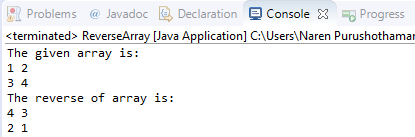 Problems @ Javadoc Declaration Console Progress
<terminated> ReverseArray [Java Application] C:\Users\Naren Purushothaman
The given array is:
1 2
3 4
The reverse of array is:
4 3
2 1